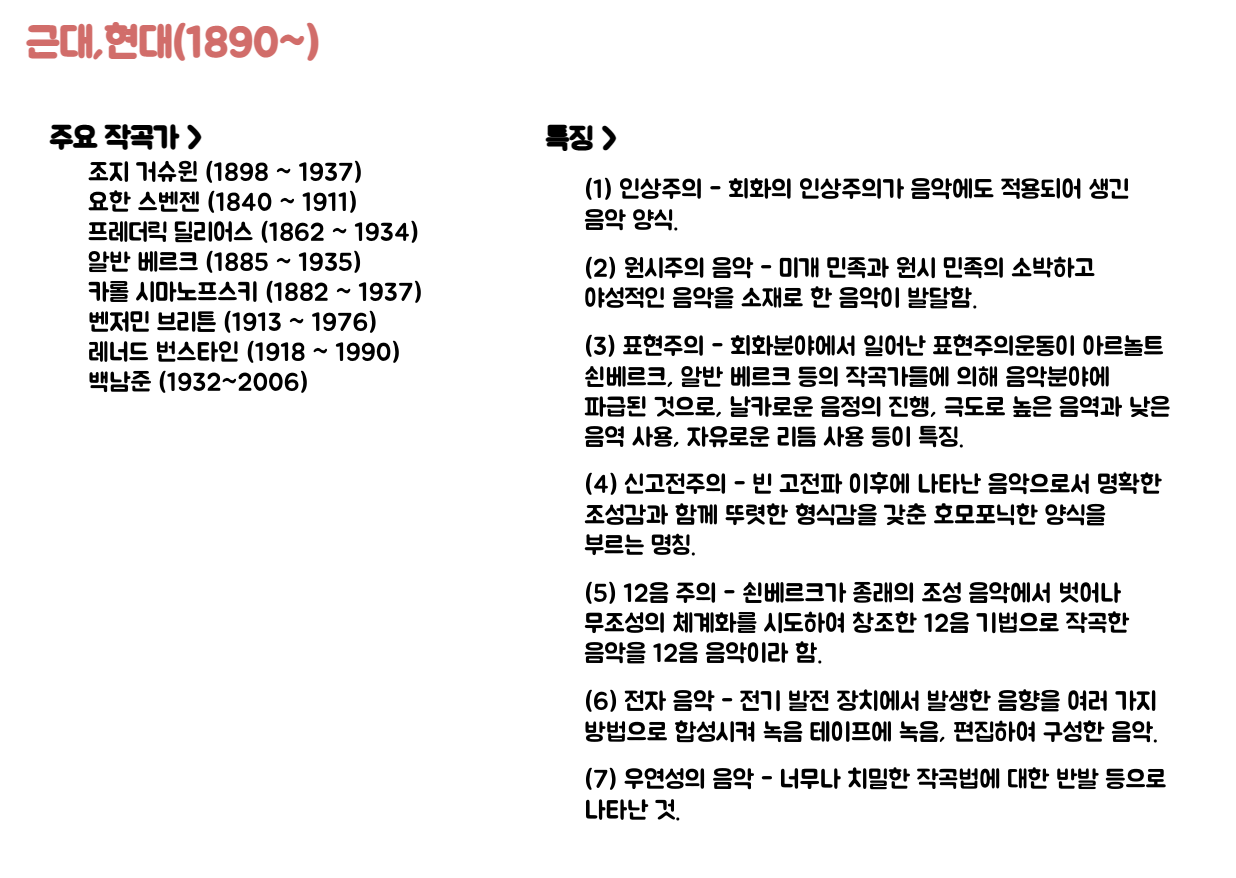 근대,현대(1890~)
주요 작곡가 >
조지 거슈윈 (1898 ~ 1937)
요한 스벤젠 (1840 ~ 1911)
프레더릭 딜리어스 (1862 ~ 1934)
알반 베르크 (1885 ~ 1935)
카롤 시마노프스키 (1882 ~ 1937)
벤저민 브리튼 (1913 ~ 1976)
레너드 번스타인 (1918 ~ 1990)
백남준 (1932~2006)
특징 >
(1) 인상주의 - 회화의 인상주의가 음악에도 적용되어 생긴
음악 양식.
(2) 원시주의 음악 - 미개 민족과 원시 민족의 소박하고
야성적인 음악을 소재로 한 음악이 발달함.
(3) 표현주의 - 회화분야에서 일어난 표현주의운동이 아르놀트
쇤베르크, 알반 베르크 등의 작곡가들에 의해 음악분야에
파급된 것으로, 날카로운 음정의 진행, 극도로 높은 음역과 낮은
음역 사용, 자유로운 리듬 사용 등이 특징.
(4) 신고전주의 - 빈 고전파 이후에 나타난 음악으로서 명확한
조성감과 함께 뚜렷한 형식감을 갖춘 호모포닉한 양식을
부르는 명칭.
(5) 12음 주의 - 쇤베르크가 종래의 조성 음악에서 벗어나
무조성의 체계화를 시도하여 창조한 12음 기법으로 작곡한
음악을 12음 음악이라 함.
(6) 전자 음악 - 전기 발전 장치에서 발생한 음향을 여러 가지
방법으로 합성시켜 녹음 테이프에 녹음, 편집하여 구성한 음악.
(7) 우연성의 음악 - 너무나 치밀한 작곡법에 대한 반발 등으로
나타난 것.